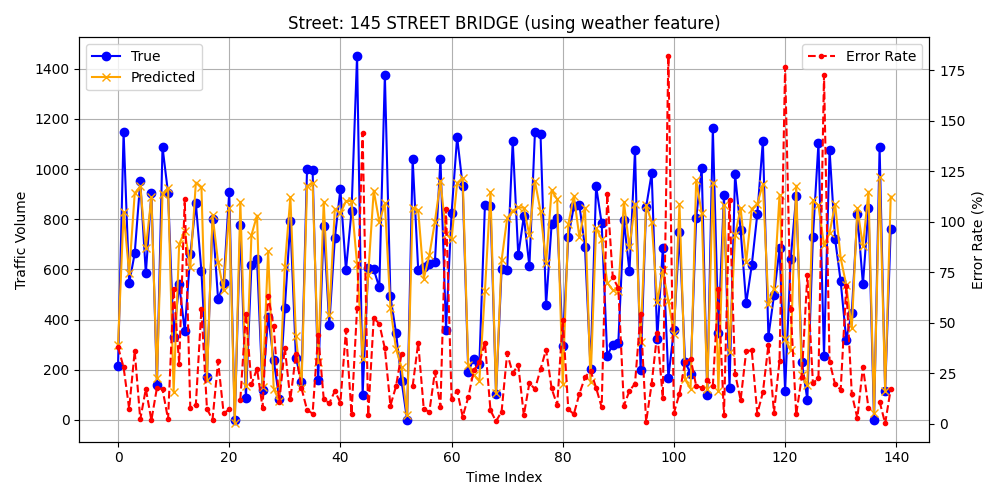 Street: 145 STREET BRIDGE (using weather feature)
True
Predicted
Error Rate
Traffic Volume
1400
1200
1000
800
600
400
200
0
175
150
125
100
75
50
25
0
Error Rate (%)
0 20 40 60 80 100 120 140
Time Index